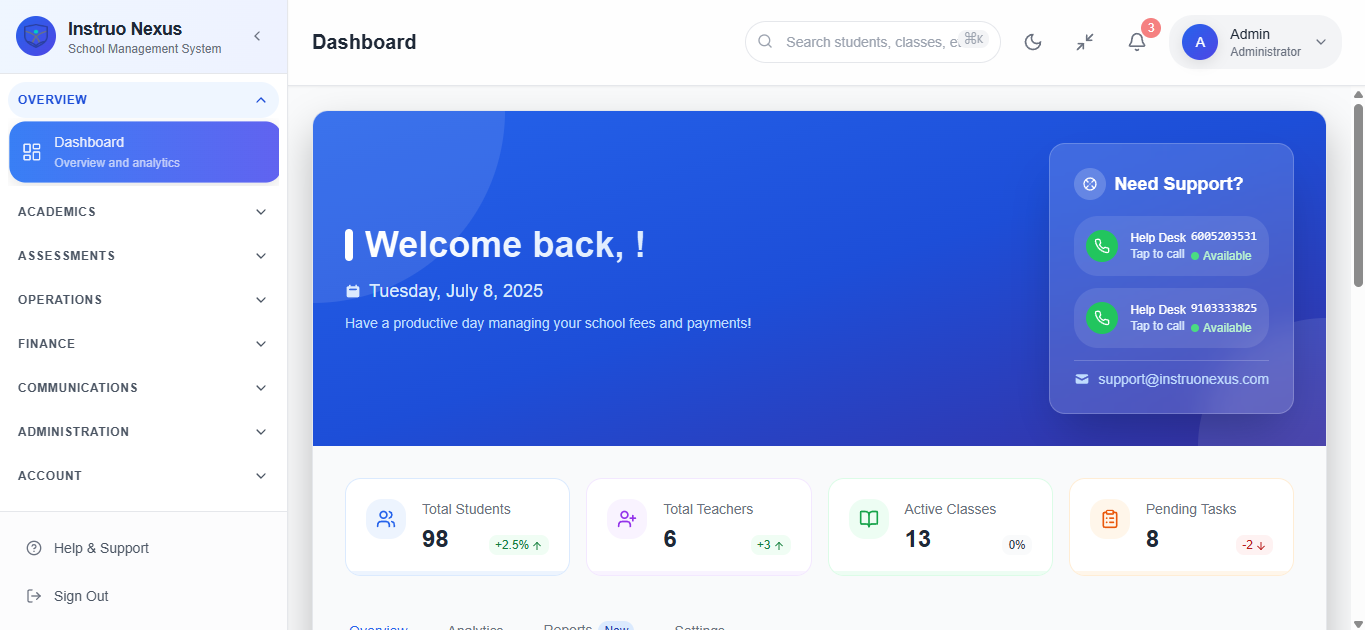 Instruo Nexus
School Management System
OVERVIEW
Dashboard
Overview and analytics
ACADEMICS
ASSESSMENTS
OPERATIONS
FINANCE
COMMUNICATIONS
ADMINISTRATION
ACCOUNT
Help & Support
Sign Out
Dashboard
Search students, classes, e ⌘K
3
A
Admin
Administrator
Welcome back, !
Tuesday, July 8, 2025
Have a productive day managing your school fees and payments!
Need Support?
Help Desk 6005203531
Tap to call Available
Help Desk 9103333825
Tap to call Available
support@instruonexus.com
Total Students
98 +2.5% ↑
Total Teachers
6 +3 ↑
Active Classes
13 0%
Pending Tasks
8 -2 ↓
Overview Analytics Reports New Settings